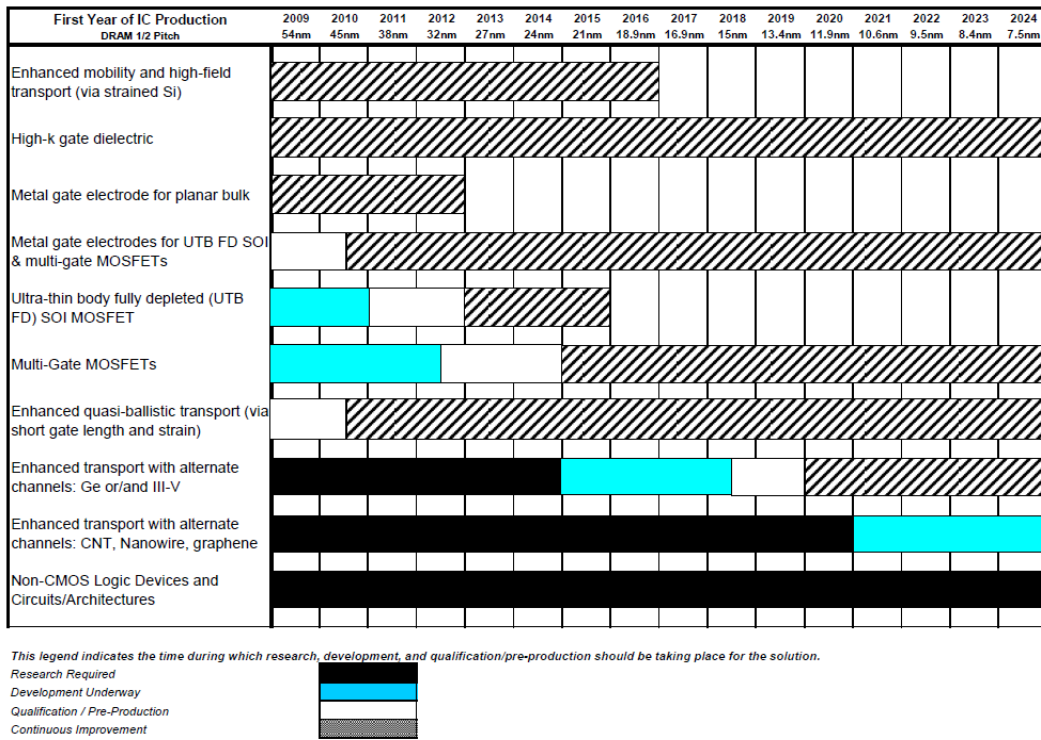 First Year of IC Production 2009 2010 2011 2012 2013 2014 2015 2016 2017 2018 2019 2020 2021 2022 2023 2024
DRAM 1/2 Pitch 54nm 45nm 38nm 32nm 27nm 24nm 21nm 18.9nm 16.9nm 15nm 13.4nm 11.9nm 10.6nm 9.5nm 8.4nm 7.5nm
Enhanced mobility and high-field
transport (via strained Si)
High-k gate dielectric
Metal gate electrode for planar bulk
Metal gate electrodes for UTB FD SOI
& multi-gate MOSFETs
Ultra-thin body fully depleted (UTB
FD) SOI MOSFET
Multi-Gate MOSFETs
Enhanced quasi-ballistic transport (via
short gate length and strain)
Enhanced transport with alternate
channels: Ge or/and III-V
Enhanced transport with alternate
channels: CNT, Nanowire, graphene
Non-CMOS Logic Devices and
Circuits/Architectures
This legend indicates the time during which research, development, and qualification/pre-production should be taking place for the solution.
Research Required
Development Underway
Qualification / Pre-Production
Continuous Improvement